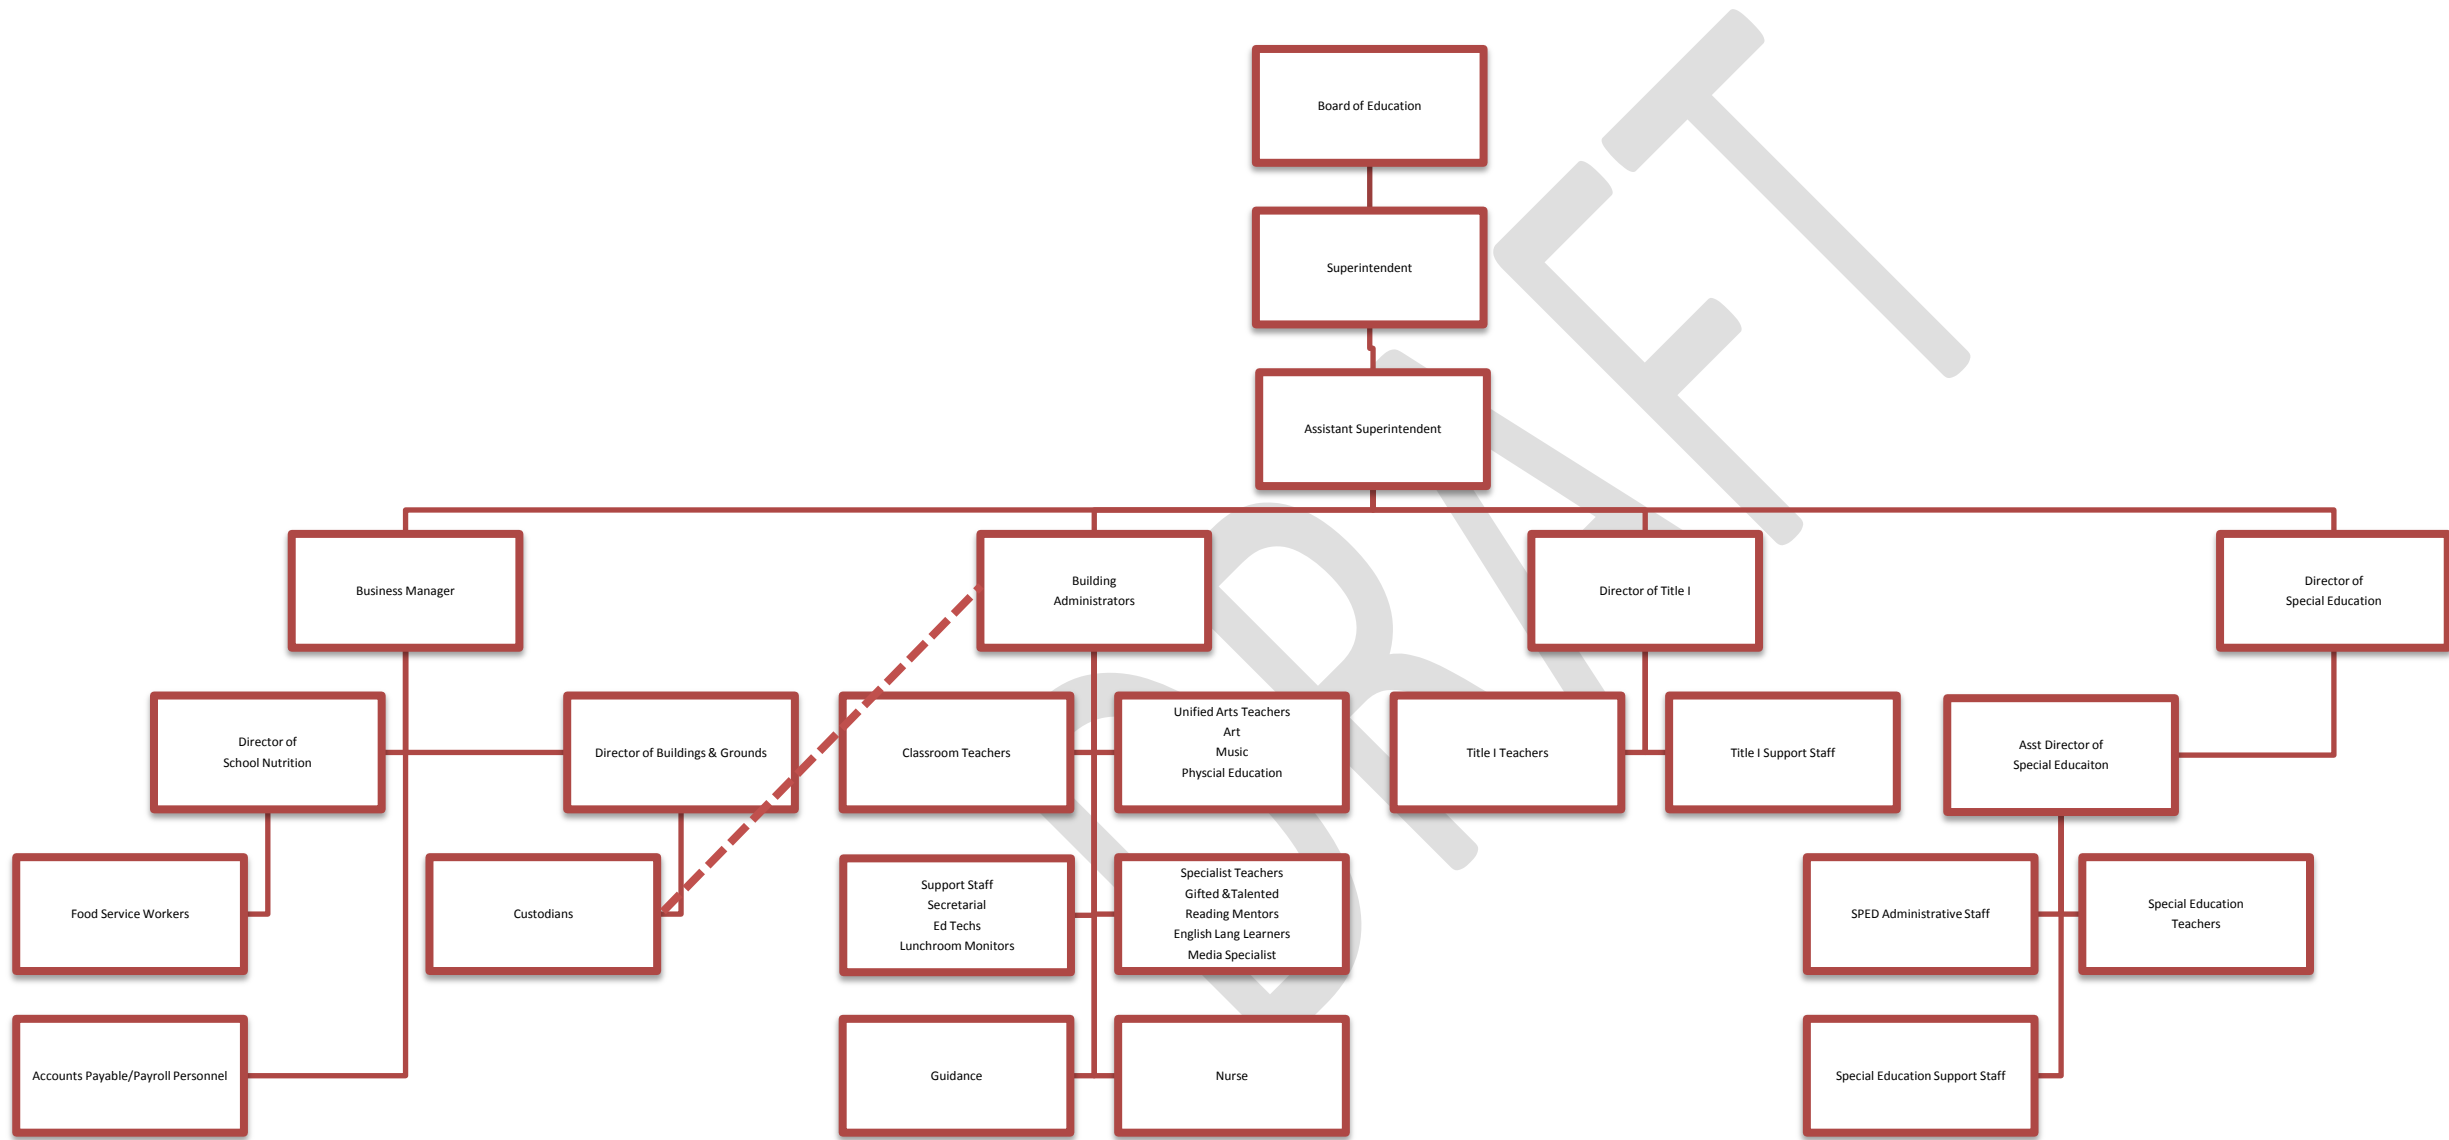 Board of Education
Superintendent
Assistant Superintendent
Business Manager
Building
Administrators
Director of Title I
Director of
Special Education
Director of
School Nutrition
Director of Buildings & Grounds
Classroom Teachers
Unified Arts Teachers
Art
Music
Physcial Education
Title I Teachers
Title I Support Staff
Asst Director of
Special Educaiton
Food Service Workers
Custodians
Support Staff
Secretarial
Ed Techs
Lunchroom Monitors
Specialist Teachers
Gifted &Talented
Reading Mentors
English Lang Learners
Media Specialist
SPED Administrative Staff
Special Education
Teachers
Accounts Payable/Payroll Personnel
Guidance
Nurse
Special Education Support Staff
DRAFT